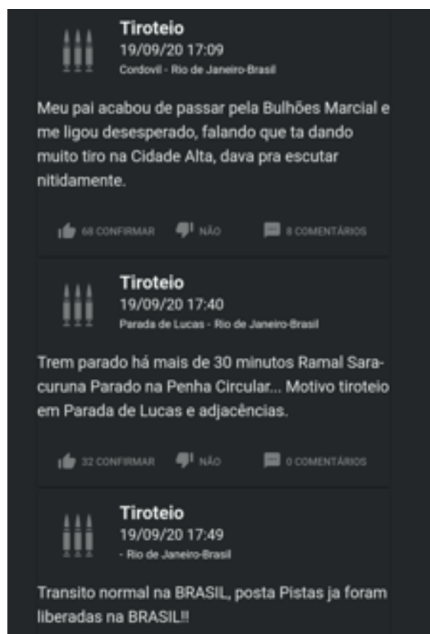 Tiroteio
19/09/20 17:09
Cordovil - Rio de Janeiro-Brasil
Meu pai acabou de passar pela Bulhões Marcial e
me ligou desesperado, falando que ta dando
muito tiro na Cidade Alta, dava pra escutar
nitidamente.
68 CONFIRMAR NÃO 8 COMENTÁRIOS
Tiroteio
19/09/20 17:40
Parada de Lucas - Rio de Janeiro-Brasil
Trem parado há mais de 30 minutos Ramal Sara-
curuna Parado na Penha Circular... Motivo tiroteio
em Parada de Lucas e adjacências.
32 CONFIRMAR NÃO 0 COMENTÁRIOS
Tiroteio
19/09/20 17:49
- Rio de Janeiro-Brasil
Transito normal na BRASIL, posta Pistas ja foram
liberadas na BRASIL!!